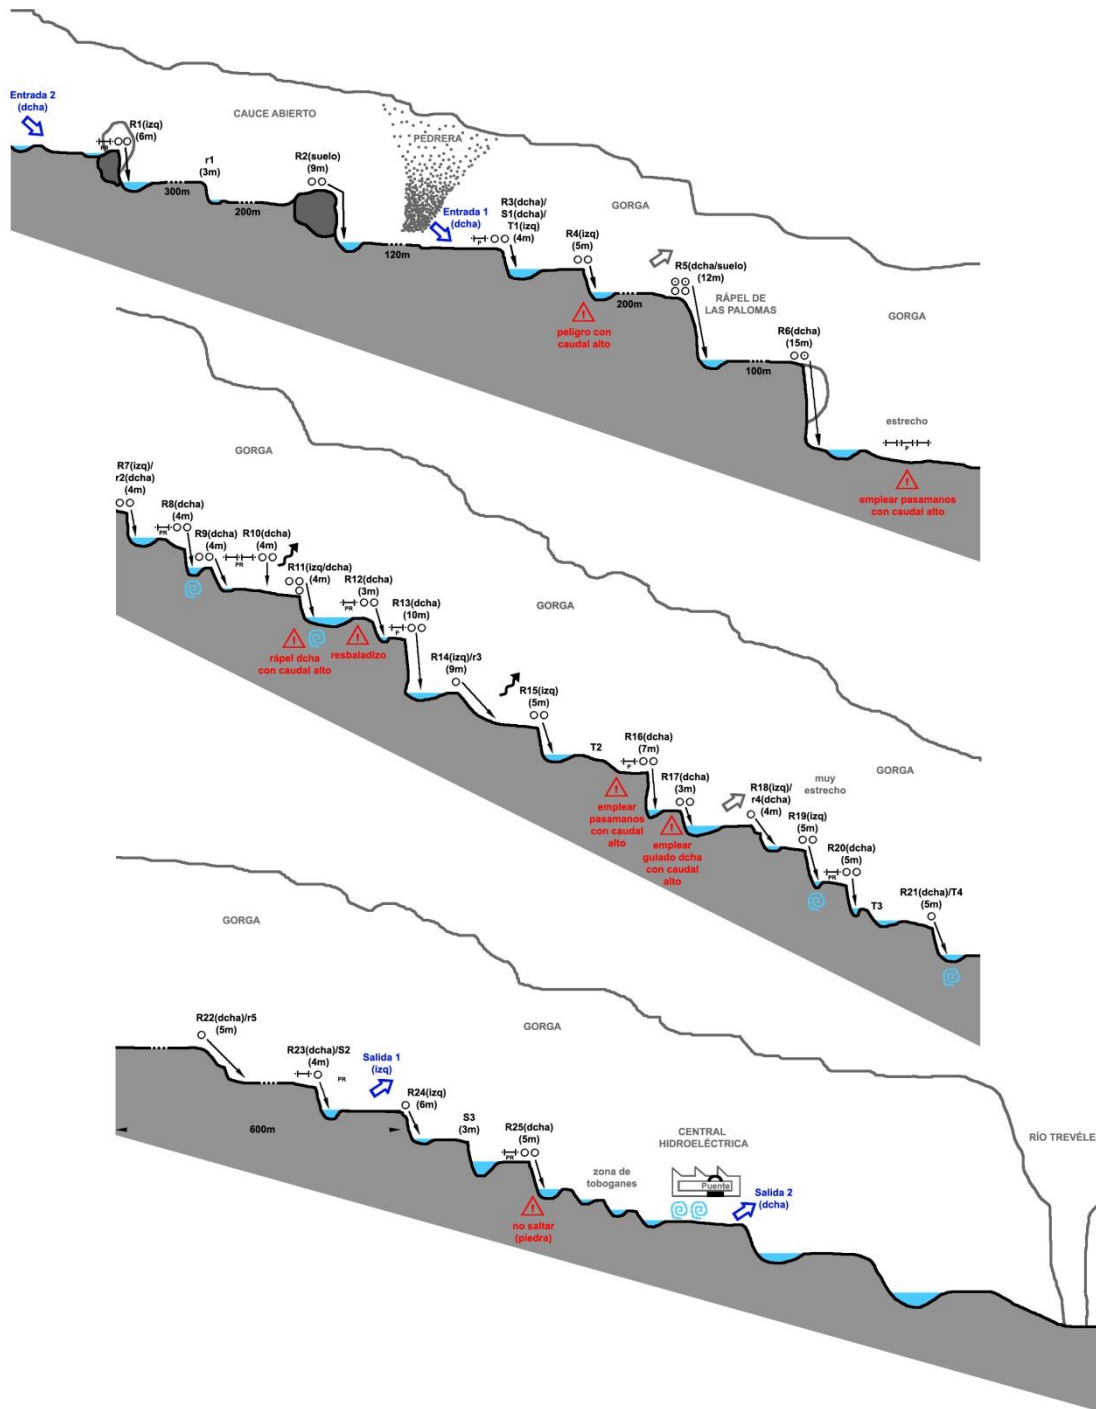 Entrada 2
(dcha)
R1(izq)
(6m)
PR
CAUCE ABIERTO
r1
(3m)
300m
200m
R2(suelo)
(9m)
PEDRERA
120m
Entrada 1
(dcha)
R3(dcha)/
S1(dcha)/
T1(izq)
(4m)
P
R4(izq)
(5m)
GORGA
peligro con
caudal alto
200m
R5(dcha/suelo)
(12m)
RÁPEL DE
LAS PALOMAS
100m
R6(dcha)
(15m)
GORGA
estrecho
P
emplear pasamanos
con caudal alto
GORGA
R7(izq)/
r2(dcha)
(4m)
R8(dcha)
(4m)
PR
R9(dcha)
(4m)
R10(dcha)
(4m)
PR
R11(izq/dcha)
(4m)
rápel dcha
con caudal alto
R12(dcha)
(3m)
PR
resbaladizo
R13(dcha)
(10m)
P
GORGA
R14(izq)/r3
(9m)
R15(izq)
(5m)
T2
emplear
pasamanos
con caudal
alto
R16(dcha)
(7m)
P
R17(dcha)
(3m)
emplear
guiado dcha
con caudal
alto
R18(izq)/
r4(dcha)
(4m)
muy
estrecho
GORGA
R19(izq)
(5m)
R20(dcha)
(5m)
PR
T3
R21(dcha)/T4
(5m)
GORGA
R22(dcha)/r5
(5m)
R23(dcha)/S2
(4m)
PR
Salida 1
(izq)
600m
R24(izq)
(6m)
GORGA
S3
(3m)
R25(dcha)
(5m)
PR
no saltar
(piedra)
zona de
toboganes
CENTRAL
HIDROELÉCTRICA
Puente
Salida 2
(dcha)
RÍO TREVÉLE